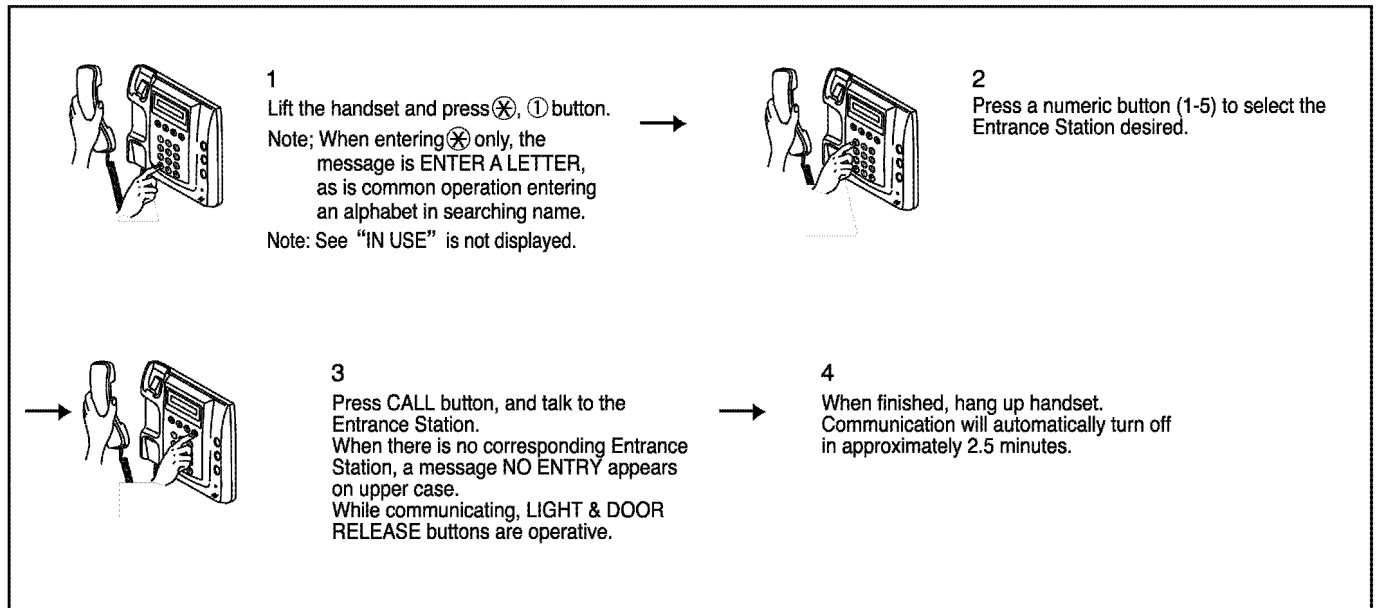 1
Lift the handset and press ✱, ① button.
Note; When entering ✱ only, the
message is ENTER A LETTER,
as is common operation entering
an alphabet in searching name.
Note: See “IN USE” is not displayed.
2
Press a numeric button (1-5) to select the
Entrance Station desired.
3
Press CALL button, and talk to the
Entrance Station.
When there is no corresponding Entrance
Station, a message NO ENTRY appears
on upper case.
While communicating, LIGHT & DOOR
RELEASE buttons are operative.
4
When finished, hang up handset.
Communication will automatically turn off
in approximately 2.5 minutes.